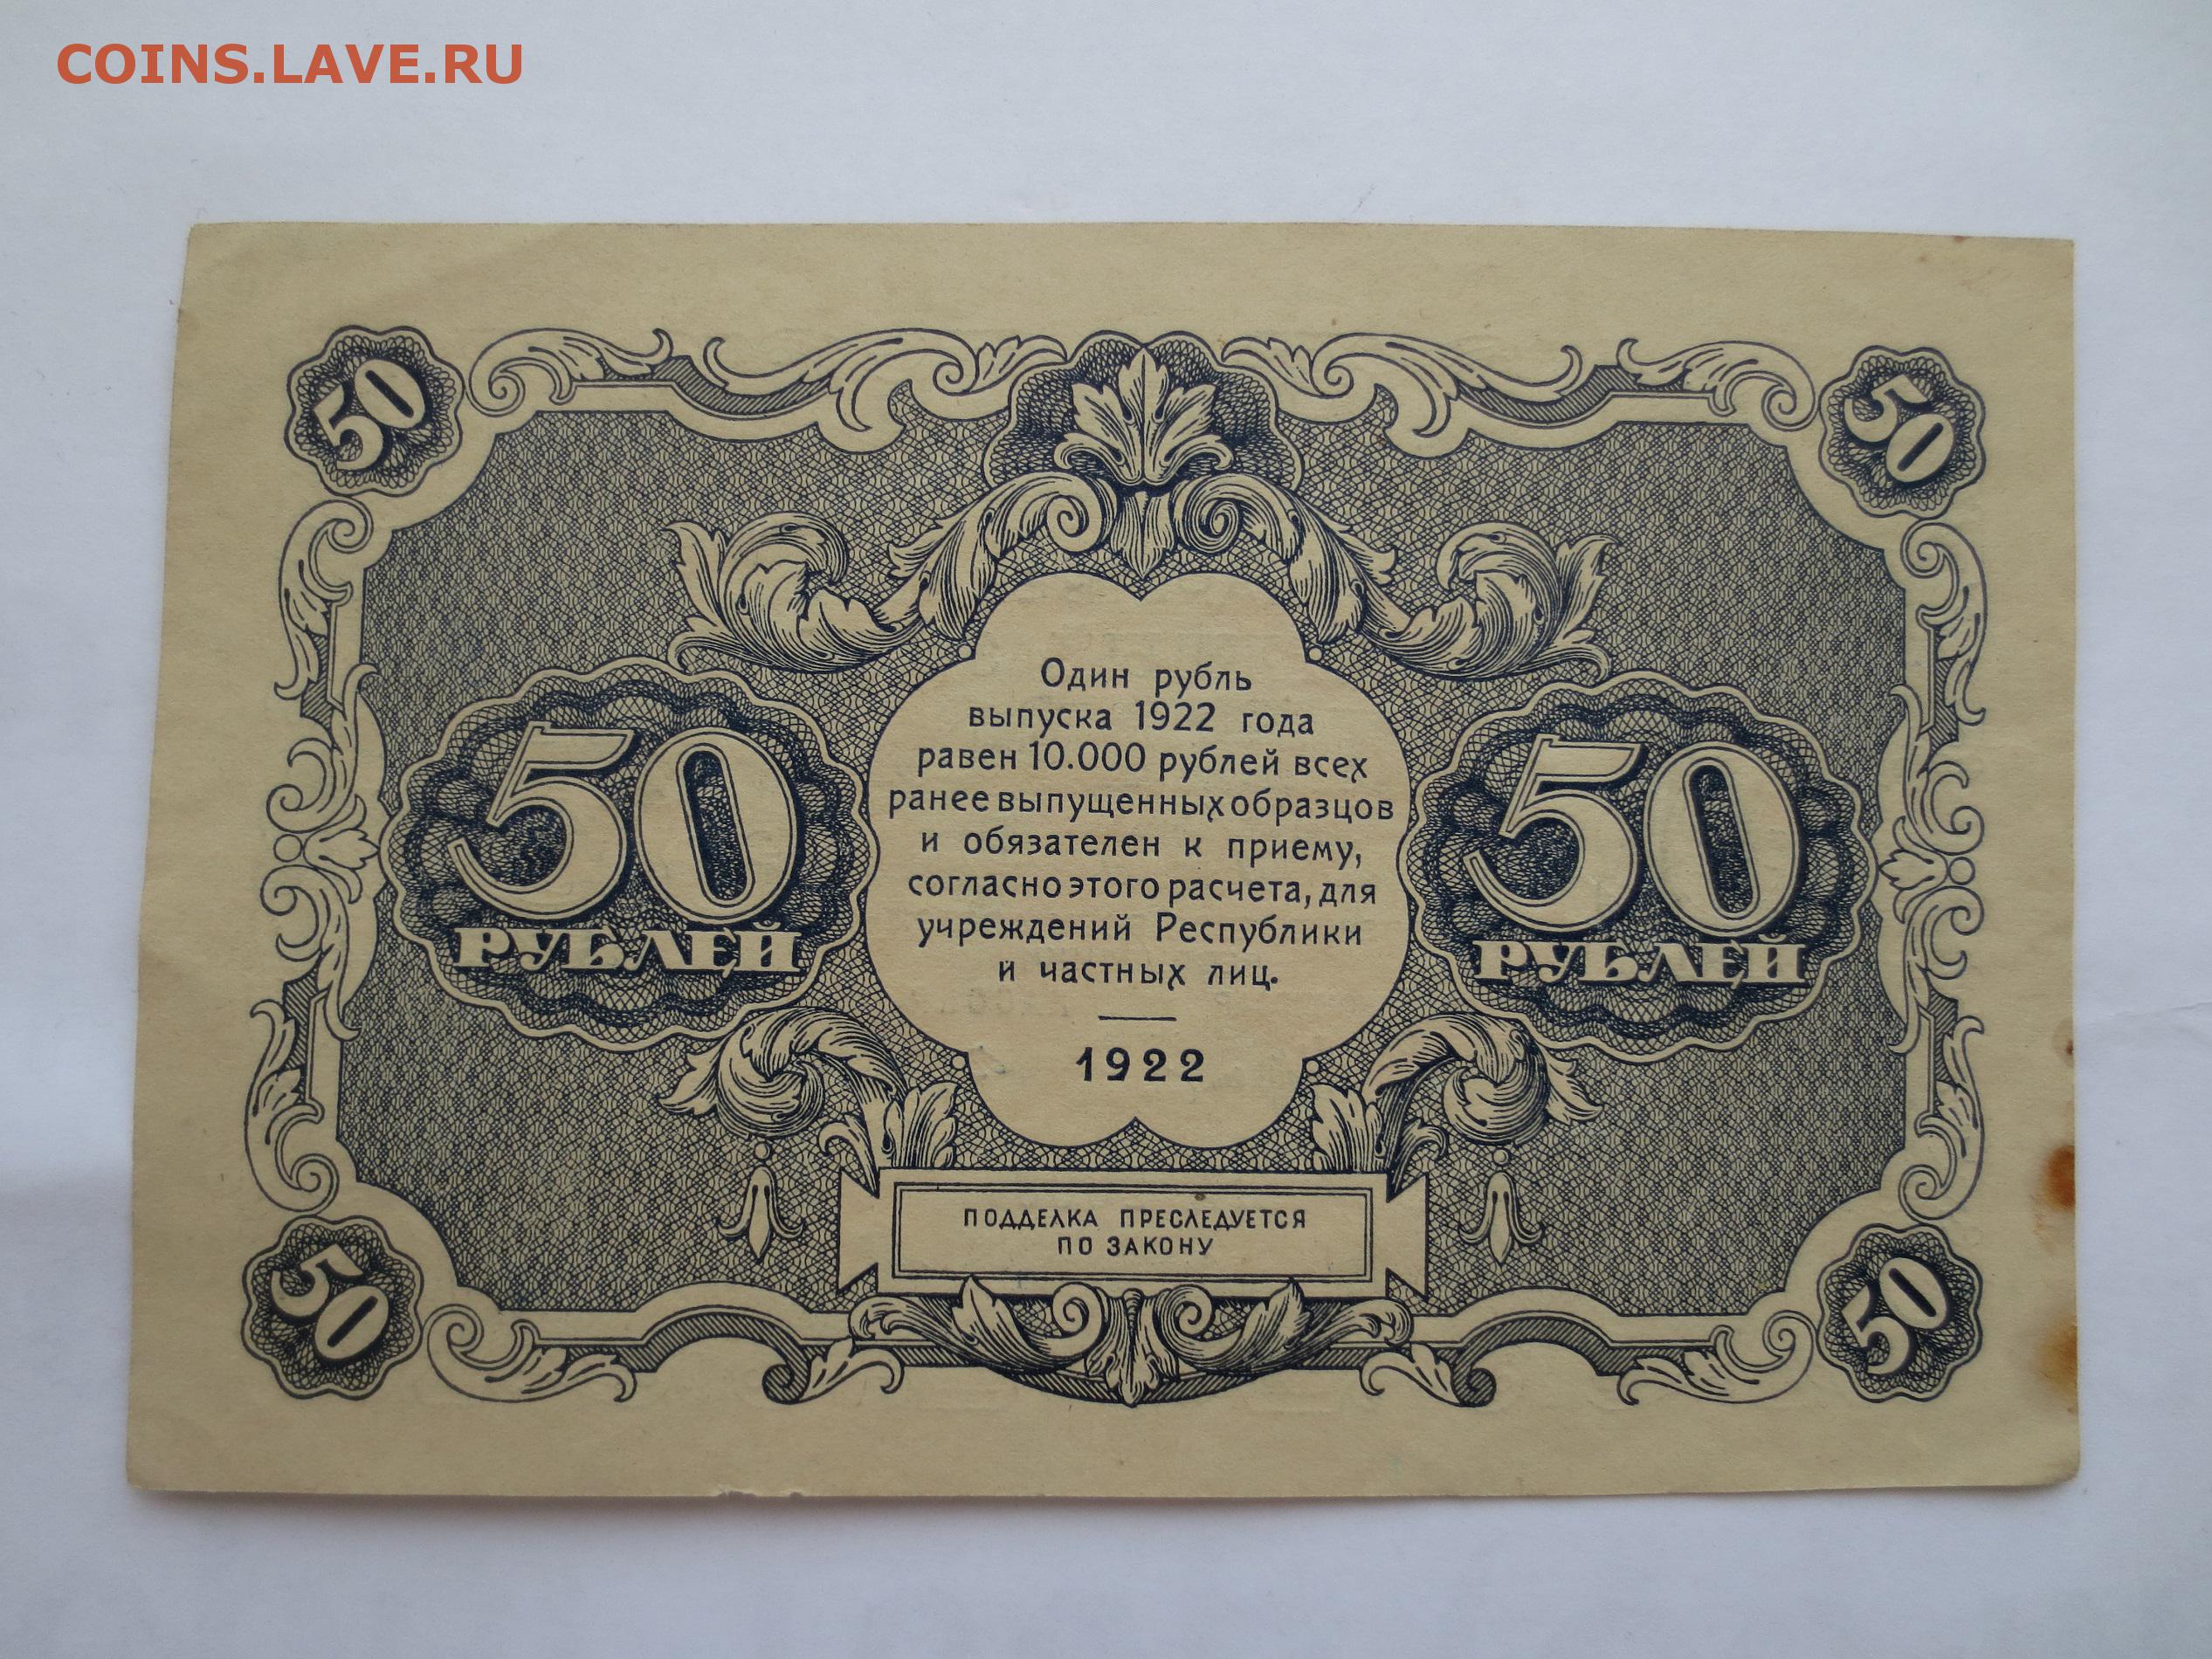 COINS.LAVE.RU
50
50
Один рубль
выпуска 1922 года
равен 10.000 рублей всех
ранее выпущенных образцов
и обязателен к приему,
согласно этого расчета, для
учреждений Республики
и частных лиц.
1922
50
РУБЛЕЙ
50
РУБЛЕЙ
ПОДДЕЛКА ПРЕСЛЕДУЕТСЯ
ПО ЗАКОНУ
50
50